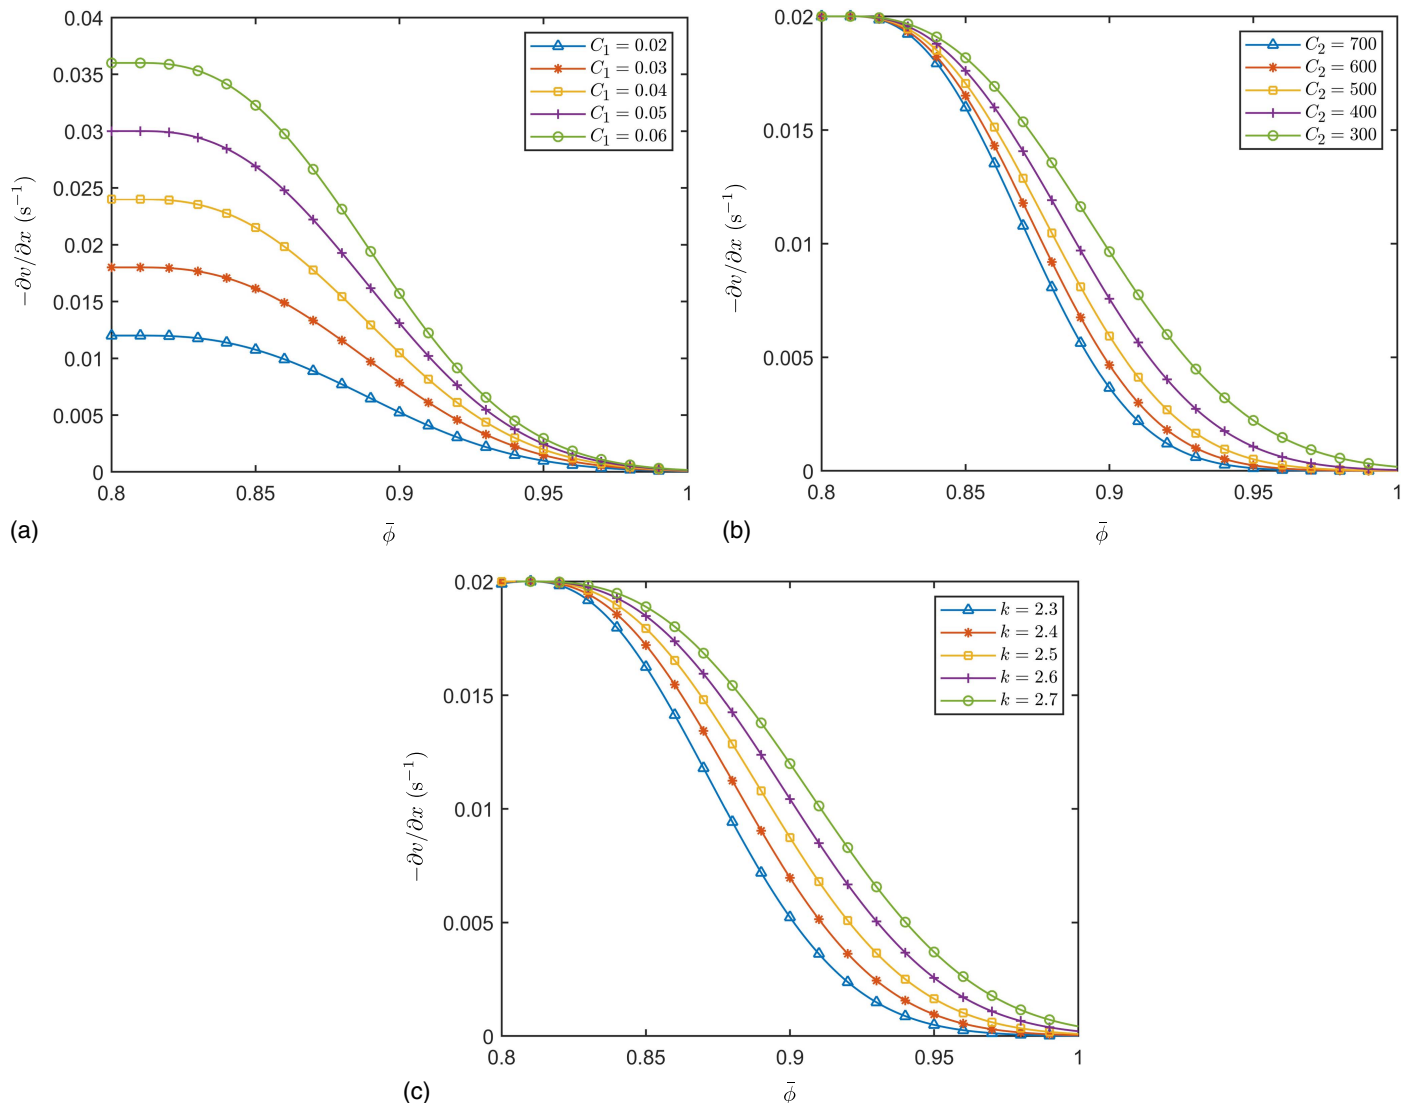 0.04
0.035
0.03
0.025
0.02
0.015
0.01
0.005
0
0.8
0.85
0.9
0.95
1
−∂v/∂x (s⁻¹)
ϕ̄
C₁ = 0.02
C₁ = 0.03
C₁ = 0.04
C₁ = 0.05
C₁ = 0.06
(a)
0.02
0.015
0.01
0.005
0
0.8
0.85
0.9
0.95
1
−∂v/∂x (s⁻¹)
ϕ̄
C₂ = 700
C₂ = 600
C₂ = 500
C₂ = 400
C₂ = 300
(b)
0.02
0.015
0.01
0.005
0
0.8
0.85
0.9
0.95
1
−∂v/∂x (s⁻¹)
ϕ̄
k = 2.3
k = 2.4
k = 2.5
k = 2.6
k = 2.7
(c)